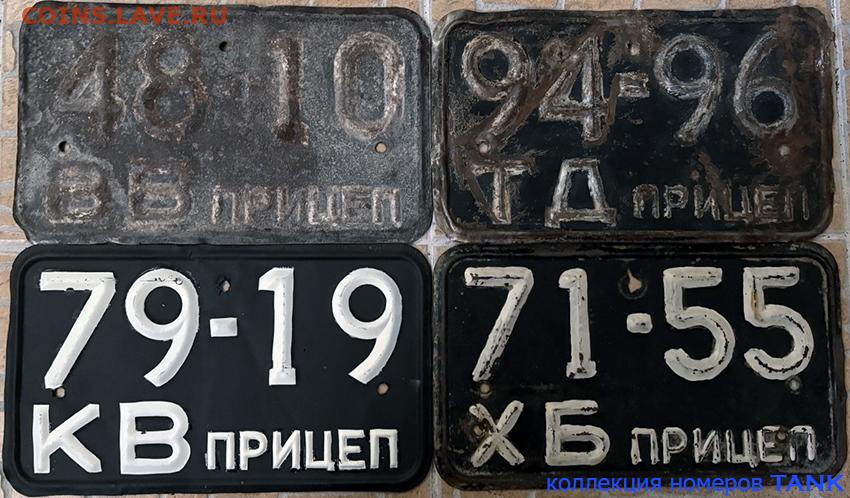 COINS.LAVE.RU
48-10
ВБ ПРИЦЕП
94-96
ТД ПРИЦЕП
79-19
КВ ПРИЦЕП
71-55
ХБ ПРИЦЕП
коллекция номеров TANK